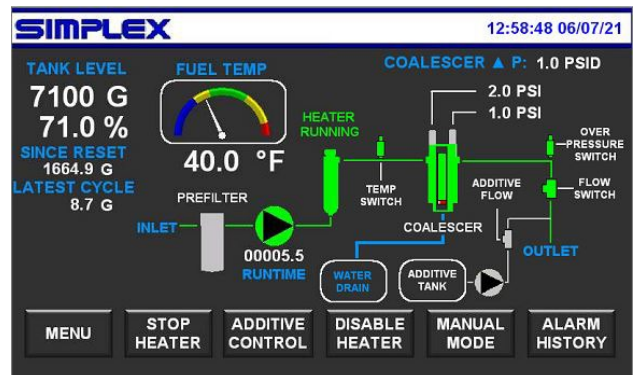 SIMPLEX
12:58:48 06/07/21
TANK LEVEL
7100 G
71.0 %
SINCE RESET
1664.9 G
LATEST CYCLE
8.7 G
FUEL TEMP
40.0 °F
COALESCER ▲ P: 1.0 PSID
2.0 PSI
1.0 PSI
HEATER
RUNNING
OVER
PRESSURE
SWITCH
TEMP
SWITCH
ADDITIVE
FLOW
FLOW
SWITCH
PREFILTER
INLET
COALESCER
OUTLET
00005.5
RUNTIME
WATER
DRAIN
ADDITIVE
TANK
MENU
STOP
HEATER
ADDITIVE
CONTROL
DISABLE
HEATER
MANUAL
MODE
ALARM
HISTORY